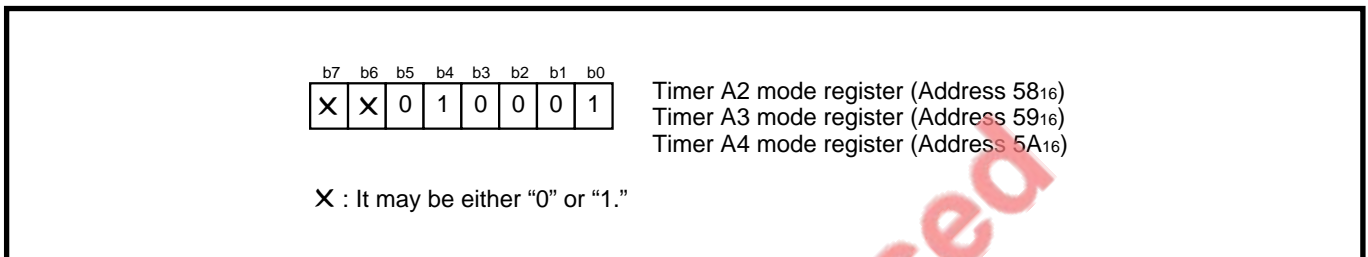 b7 b6 b5 b4 b3 b2 b1 b0
X X 0 1 0 0 0 1
Timer A2 mode register (Address 58₁₆)
Timer A3 mode register (Address 59₁₆)
Timer A4 mode register (Address 5A₁₆)
X : It may be either “0” or “1.”